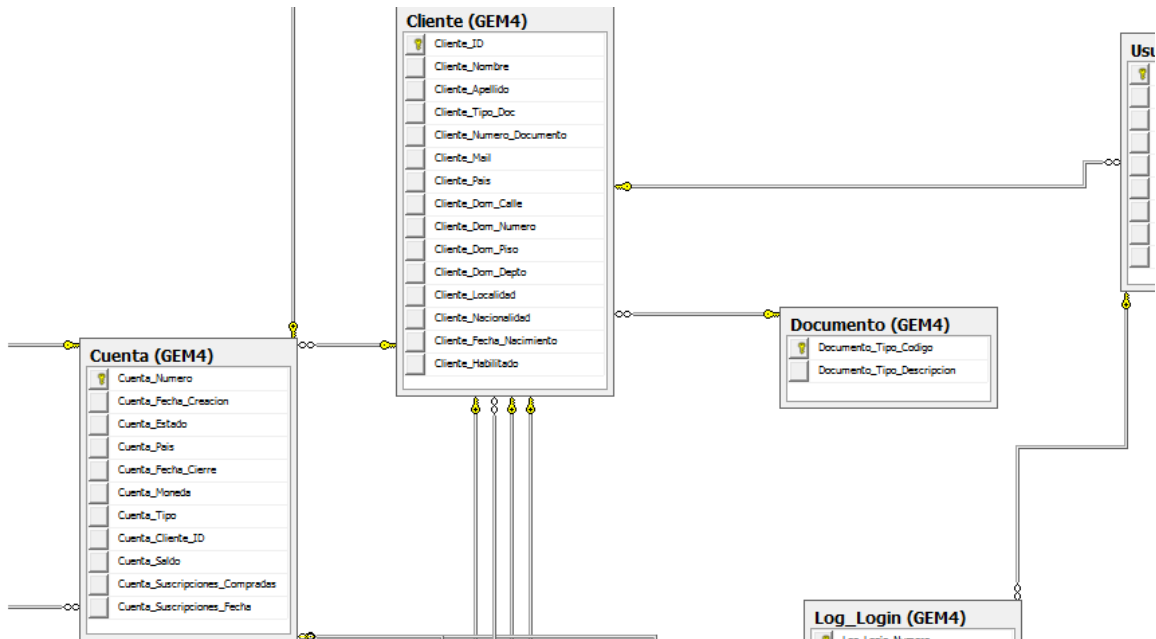 Cliente (GEM4)
Cliente_ID
Cliente_Nombre
Cliente_Apellido
Cliente_Tipo_Doc
Cliente_Numero_Documento
Cliente_Mail
Cliente_Pais
Cliente_Dom_Calle
Cliente_Dom_Numero
Cliente_Dom_Piso
Cliente_Dom_Depto
Cliente_Localidad
Cliente_Nacionalidad
Cliente_Fecha_Nacimiento
Cliente_Habilitado
Usu
Documento (GEM4)
Documento_Tipo_Codigo
Documento_Tipo_Descripcion
Cuenta (GEM4)
Cuenta_Numero
Cuenta_Fecha_Creacion
Cuenta_Estado
Cuenta_Pais
Cuenta_Fecha_Cierre
Cuenta_Moneda
Cuenta_Tipo
Cuenta_Cliente_ID
Cuenta_Saldo
Cuenta_Suscripciones_Compradas
Cuenta_Suscripciones_Fecha
Log_Login (GEM4)